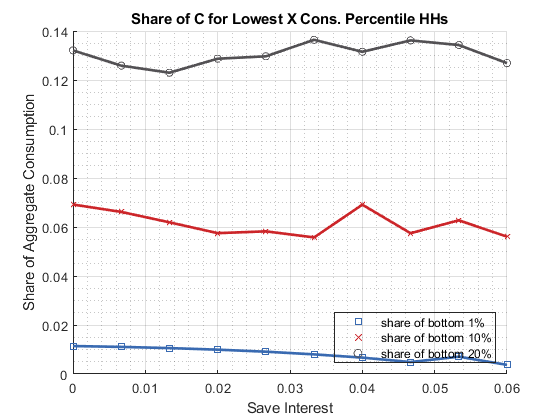 Share of C for Lowest X Cons. Percentile HHs
Share of Aggregate Consumption
0.14
0.12
0.1
0.08
0.06
0.04
0.02
0
share of bottom 1%
share of bottom 10%
share of bottom 20%
0 0.01 0.02 0.03 0.04 0.05 0.06
Save Interest